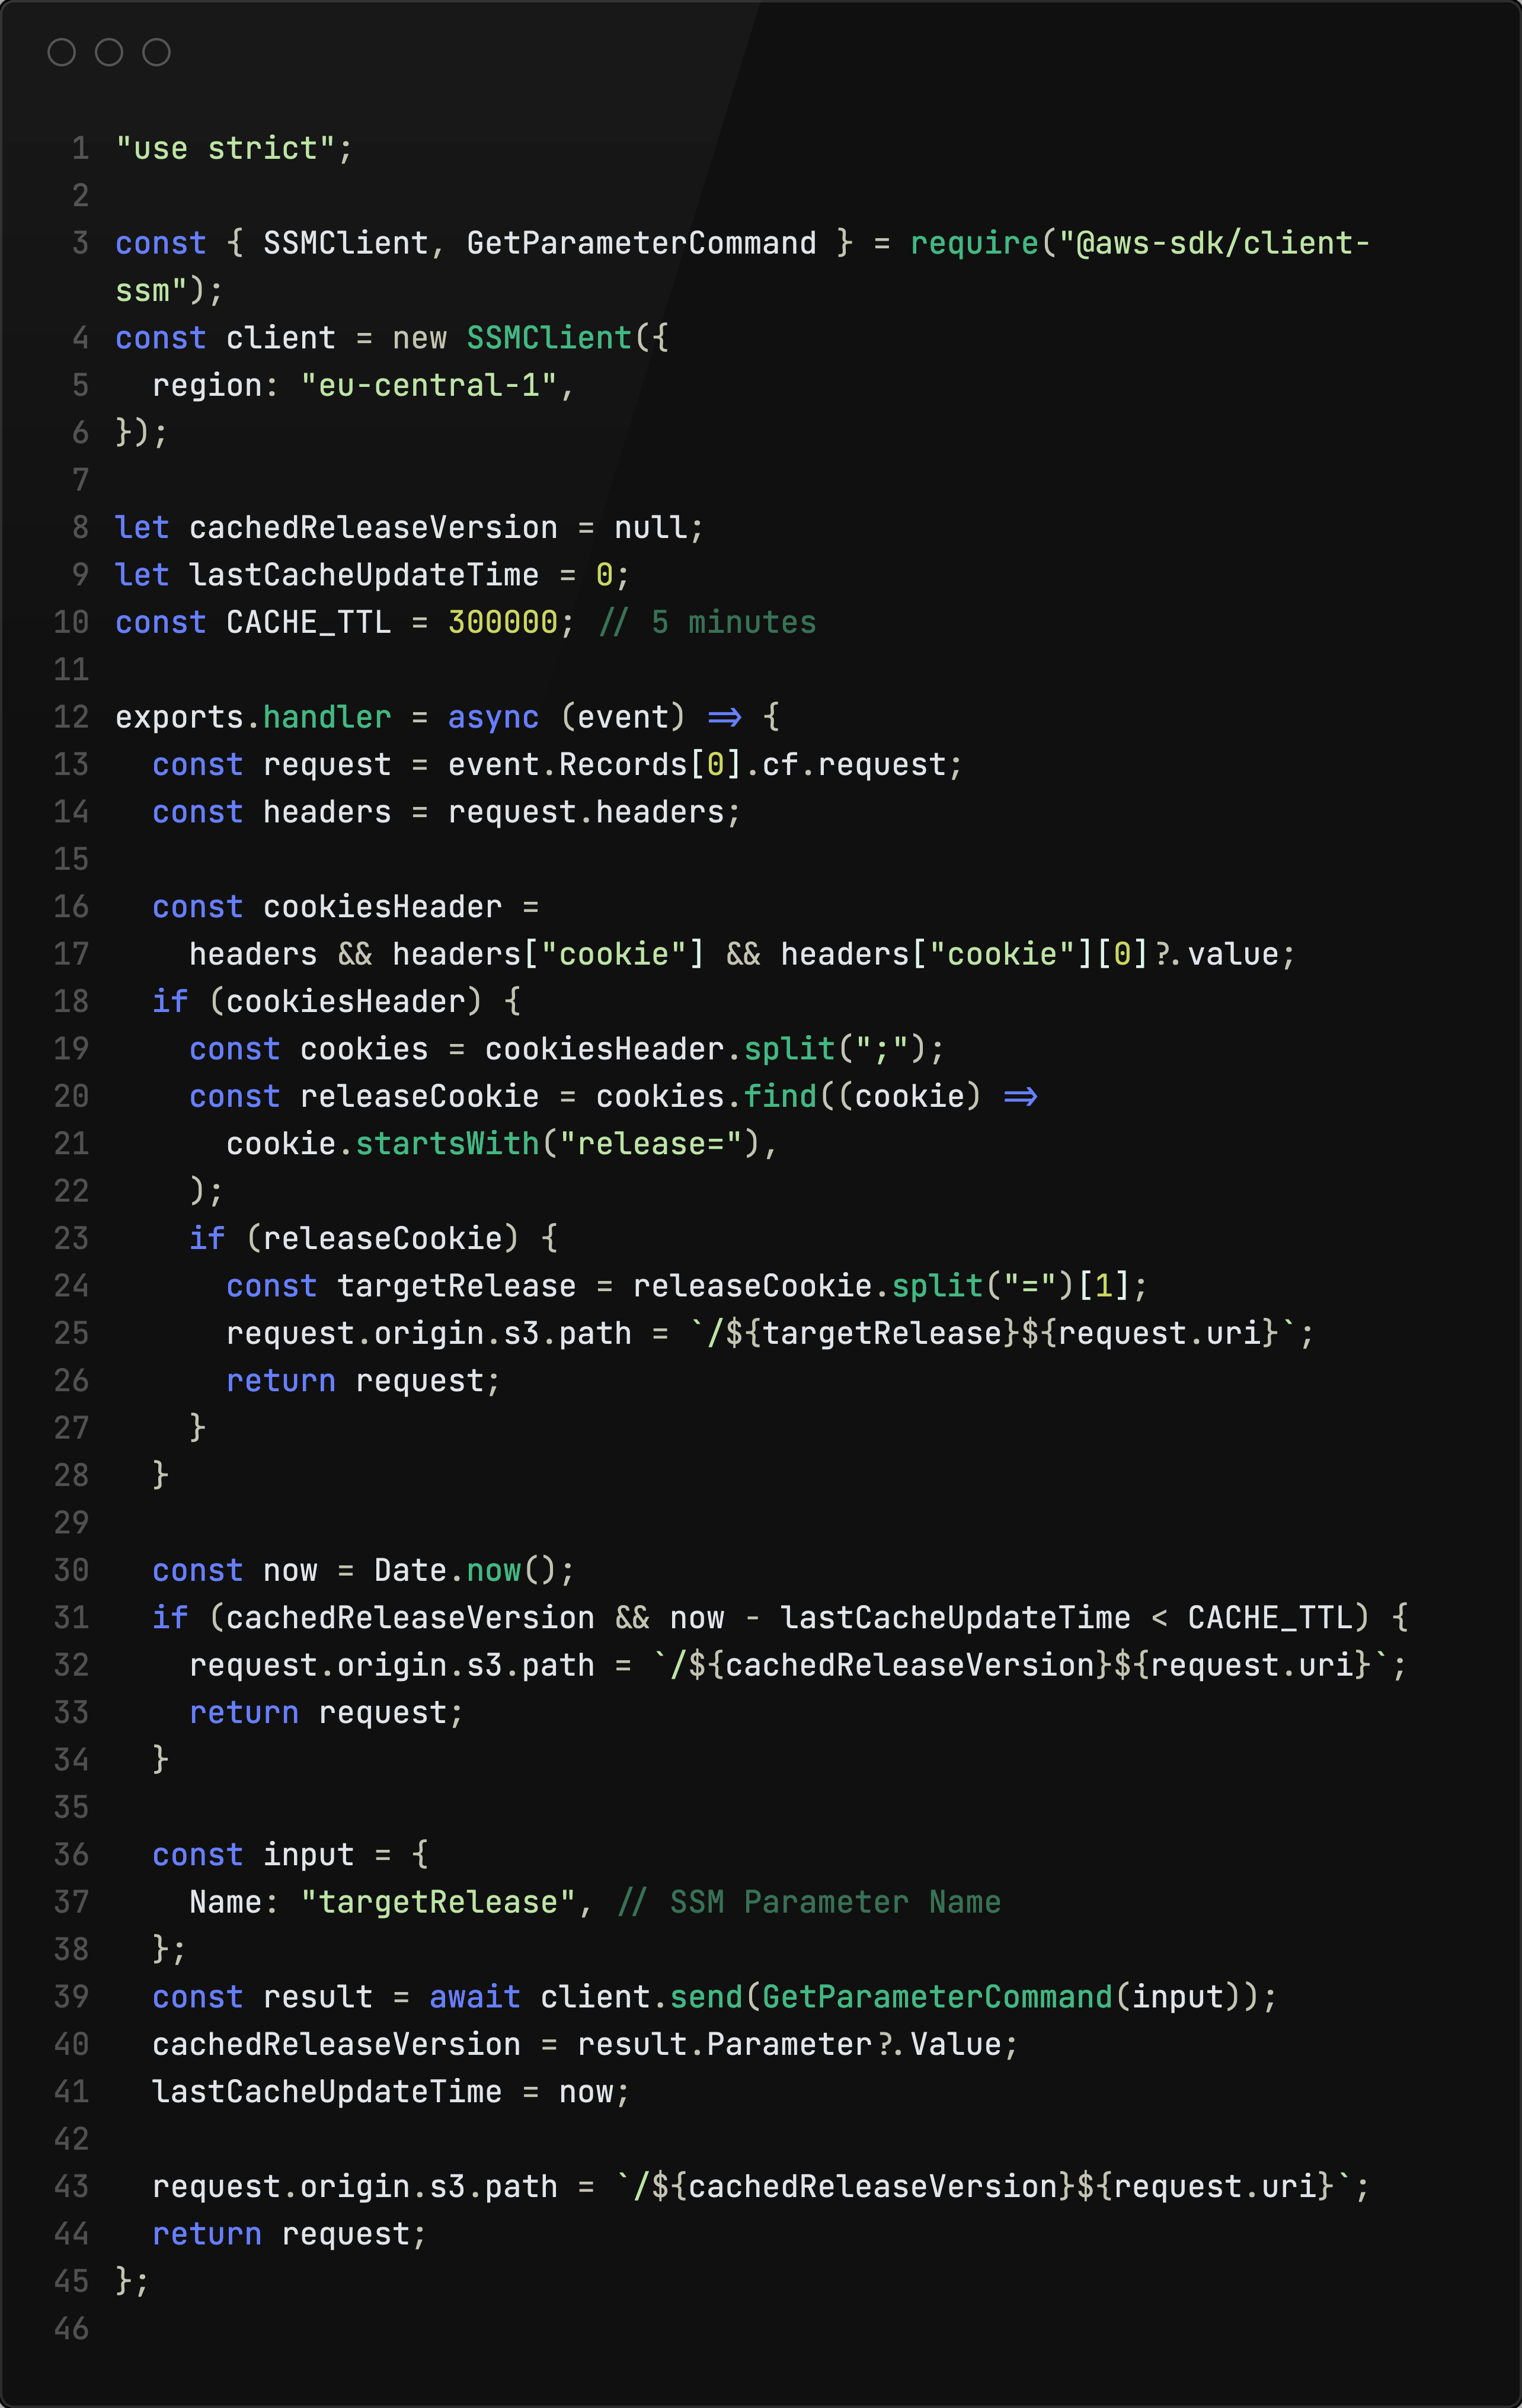 1 "use strict";
2
3 const { SSMClient, GetParameterCommand } = require("@aws-sdk/client-
ssm");
4 const client = new SSMClient({
5   region: "eu-central-1",
6 });
7
8 let cachedReleaseVersion = null;
9 let lastCacheUpdateTime = 0;
10 const CACHE_TTL = 300000; // 5 minutes
11
12 exports.handler = async (event) => {
13   const request = event.Records[0].cf.request;
14   const headers = request.headers;
15
16   const cookiesHeader =
17     headers && headers["cookie"] && headers["cookie"][0]?.value;
18   if (cookiesHeader) {
19     const cookies = cookiesHeader.split(";");
20     const releaseCookie = cookies.find((cookie) =>
21       cookie.startsWith("release="),
22     );
23     if (releaseCookie) {
24       const targetRelease = releaseCookie.split("=")[1];
25       request.origin.s3.path = `/${targetRelease}${request.uri}`;
26       return request;
27     }
28   }
29
30   const now = Date.now();
31   if (cachedReleaseVersion && now - lastCacheUpdateTime < CACHE_TTL) {
32     request.origin.s3.path = `/${cachedReleaseVersion}${request.uri}`;
33     return request;
34   }
35
36   const input = {
37     Name: "targetRelease", // SSM Parameter Name
38   };
39   const result = await client.send(GetParameterCommand(input));
40   cachedReleaseVersion = result.Parameter?.Value;
41   lastCacheUpdateTime = now;
42
43   request.origin.s3.path = `/${cachedReleaseVersion}${request.uri}`;
44   return request;
45 };
46